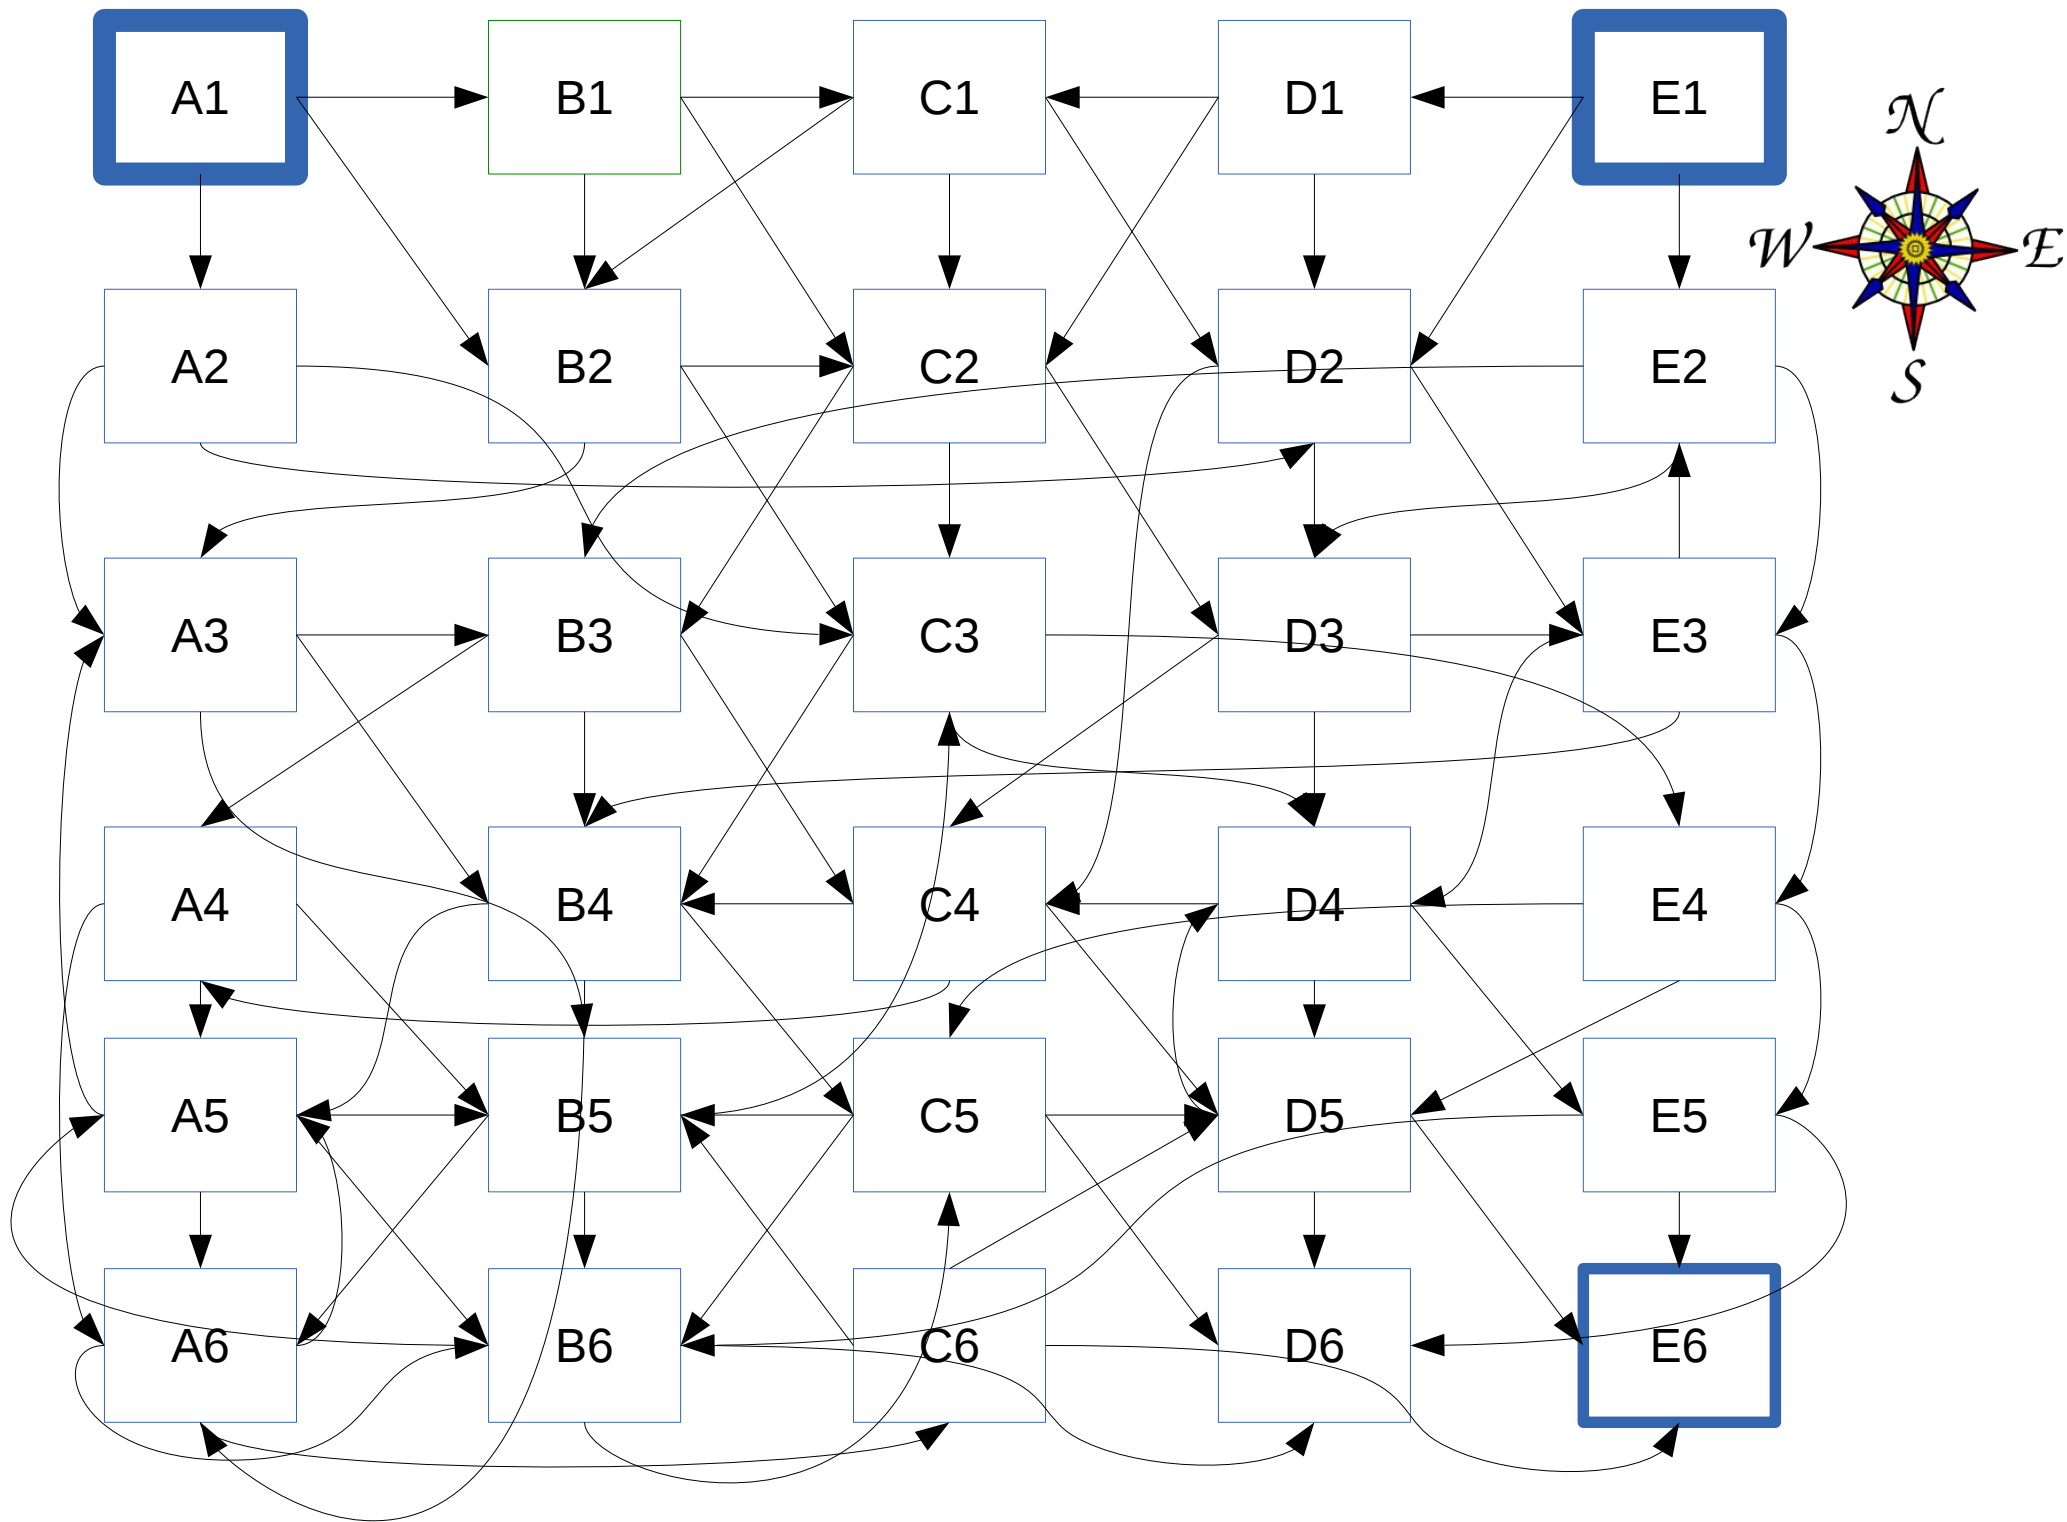 A1 B1 C1 D1 E1
N
W E
S
A2 B2 C2 D2 E2
A3 B3 C3 D3 E3
A4 B4 C4 D4 E4
A5 B5 C5 D5 E5
A6 B6 C6 D6 E6